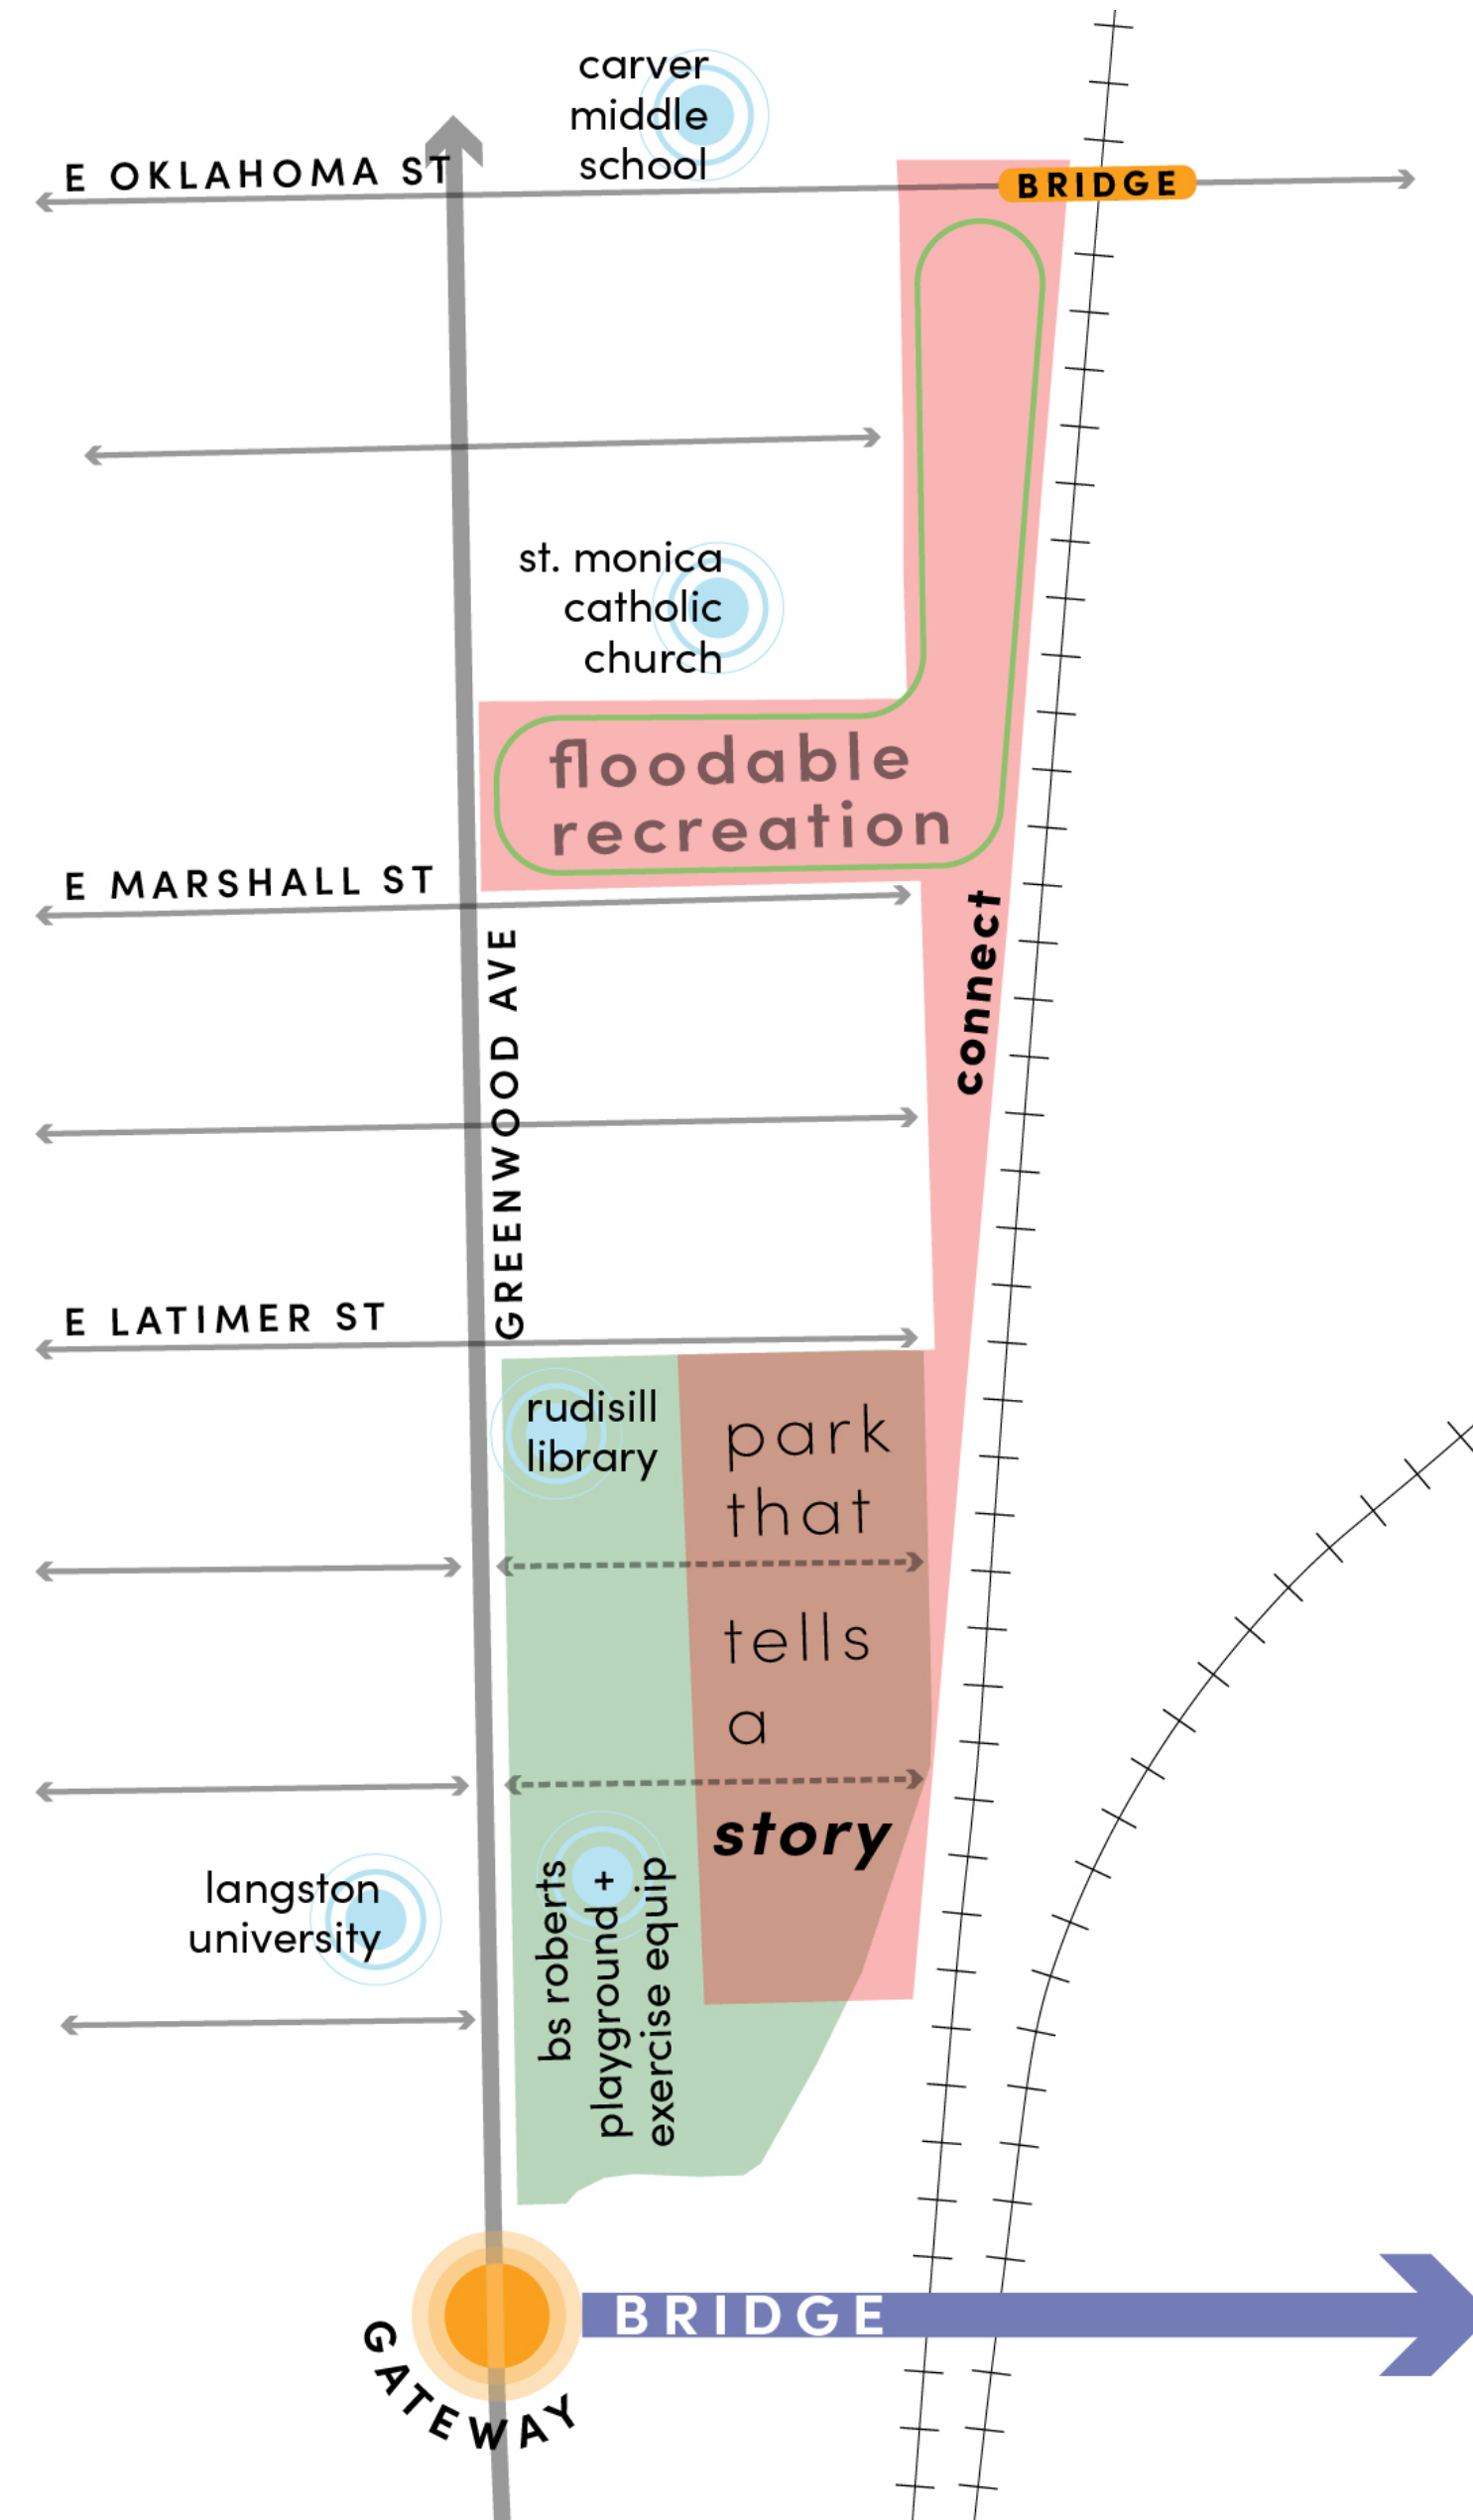 carver
middle
school
E OKLAHOMA ST
BRIDGE
st. monica
catholic
church
floodable
recreation
E MARSHALL ST
connect
GREENWOOD AVE
E LATIMER ST
rudisill
library
park
that
tells
a
story
langston
university
bs roberts
playground +
exercise equip
BRIDGE
GATEWAY